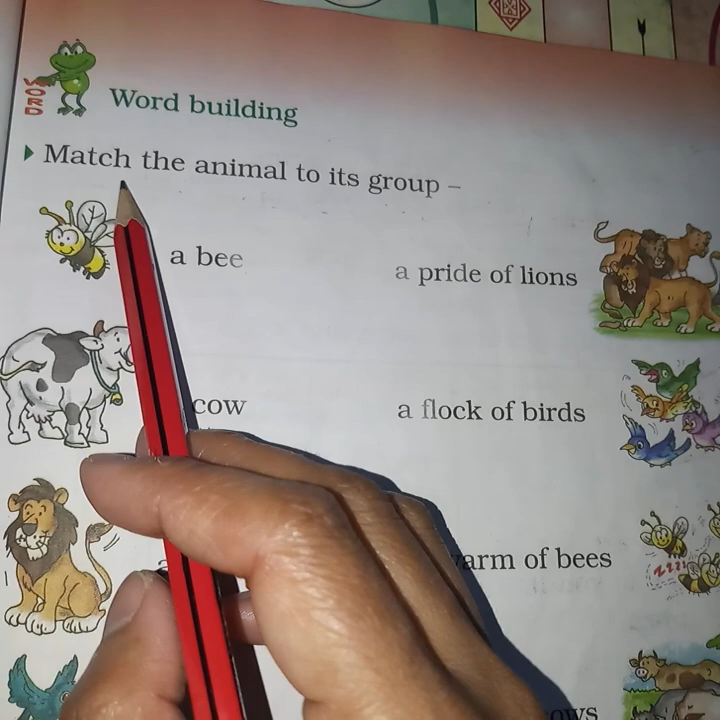 WORD
Word building
Match the animal to its group –
a bee
a pride of lions
cow
a flock of birds
of bees
zzz